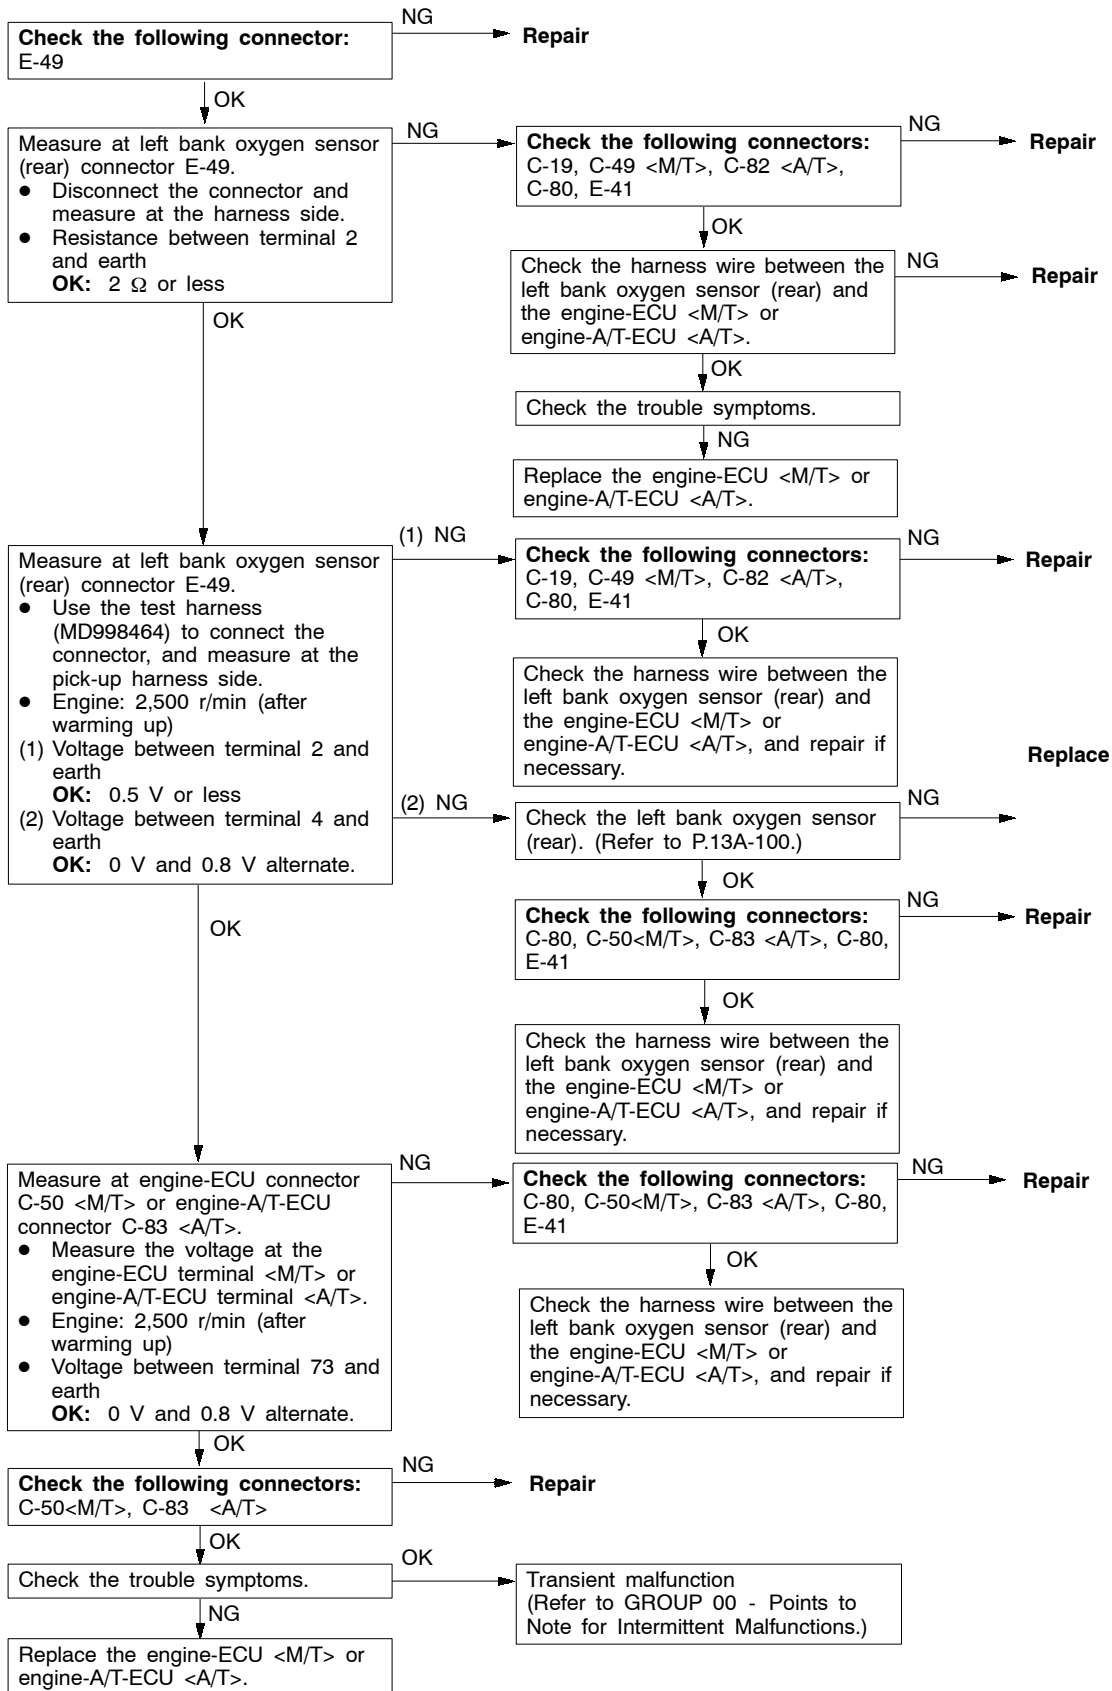 NG
Check the following connector:
E-49
Repair
OK
Measure at left bank oxygen sensor
(rear) connector E-49.
● Disconnect the connector and
measure at the harness side.
● Resistance between terminal 2
and earth
OK: 2 Ω or less
NG
Check the following connectors:
C-19, C-49 <M/T>, C-82 <A/T>,
C-80, E-41
NG
Repair
OK
Check the harness wire between the
left bank oxygen sensor (rear) and
the engine-ECU <M/T> or
engine-A/T-ECU <A/T>.
NG
Repair
OK
Check the trouble symptoms.
NG
Replace the engine-ECU <M/T> or
engine-A/T-ECU <A/T>.
OK
Measure at left bank oxygen sensor
(rear) connector E-49.
● Use the test harness
(MD998464) to connect the
connector, and measure at the
pick-up harness side.
● Engine: 2,500 r/min (after
warming up)
(1) Voltage between terminal 2 and
earth
OK: 0.5 V or less
(2) Voltage between terminal 4 and
earth
OK: 0 V and 0.8 V alternate.
(1) NG
Check the following connectors:
C-19, C-49 <M/T>, C-82 <A/T>,
C-80, E-41
NG
Repair
OK
Check the harness wire between the
left bank oxygen sensor (rear) and
the engine-ECU <M/T> or
engine-A/T-ECU <A/T>, and repair if
necessary.
Replace
(2) NG
Check the left bank oxygen sensor
(rear). (Refer to P.13A-100.)
NG
OK
Check the following connectors:
C-80, C-50<M/T>, C-83 <A/T>, C-80,
E-41
NG
Repair
OK
Check the harness wire between the
left bank oxygen sensor (rear) and
the engine-ECU <M/T> or
engine-A/T-ECU <A/T>, and repair if
necessary.
OK
Measure at engine-ECU connector
C-50 <M/T> or engine-A/T-ECU
connector C-83 <A/T>.
● Measure the voltage at the
engine-ECU terminal <M/T> or
engine-A/T-ECU terminal <A/T>.
● Engine: 2,500 r/min (after
warming up)
● Voltage between terminal 73 and
earth
OK: 0 V and 0.8 V alternate.
NG
Check the following connectors:
C-80, C-50<M/T>, C-83 <A/T>, C-80,
E-41
NG
Repair
OK
Check the harness wire between the
left bank oxygen sensor (rear) and
the engine-ECU <M/T> or
engine-A/T-ECU <A/T>, and repair if
necessary.
OK
Check the following connectors:
C-50<M/T>, C-83 <A/T>
NG
Repair
OK
Check the trouble symptoms.
OK
Transient malfunction
(Refer to GROUP 00 - Points to
Note for Intermittent Malfunctions.)
NG
Replace the engine-ECU <M/T> or
engine-A/T-ECU <A/T>.